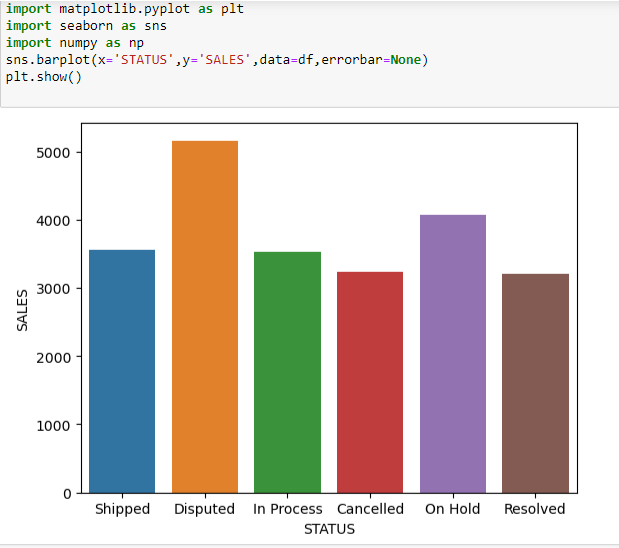 import matplotlib.pyplot as plt
import seaborn as sns
import numpy as np
sns.barplot(x='STATUS',y='SALES',data=df,errorbar=None)
plt.show()
5000
4000
3000
2000
1000
0
SALES
Shipped Disputed In Process Cancelled On Hold Resolved
STATUS